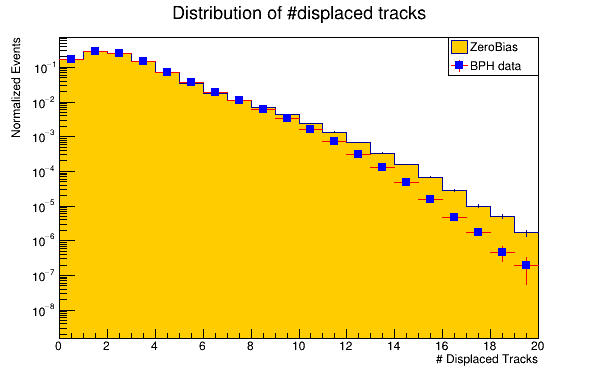 Distribution of #displaced tracks
Normalized Events
ZeroBias
BPH data
10⁻¹
10⁻²
10⁻³
10⁻⁴
10⁻⁵
10⁻⁶
10⁻⁷
10⁻⁸
0 2 4 6 8 10 12 14 16 18 20
# Displaced Tracks